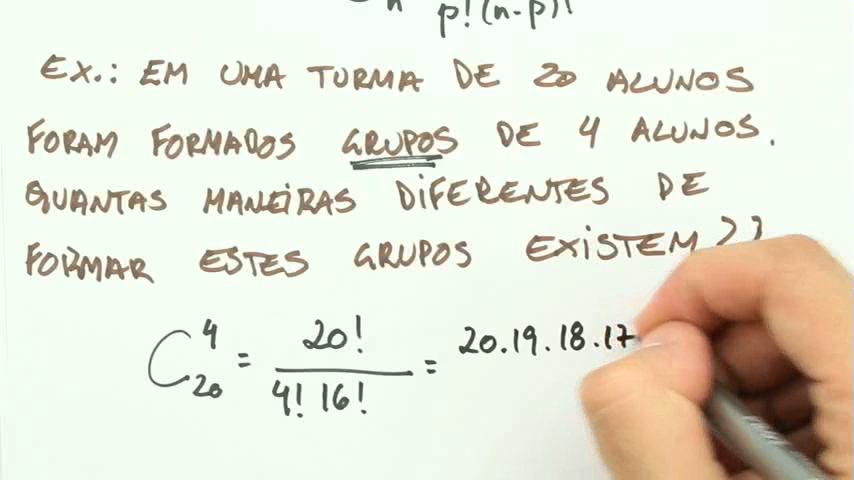 n p!(n-p)!
EX.: EM UMA TURMA DE 20 ALUNOS
FORAM FORMADOS GRUPOS DE 4 ALUNOS.
QUANTAS MANEIRAS DIFERENTES DE
FORMAR ESTES GRUPOS EXISTEM??
C 4 20 = 20! / 4! 16! = 20.19.18.17